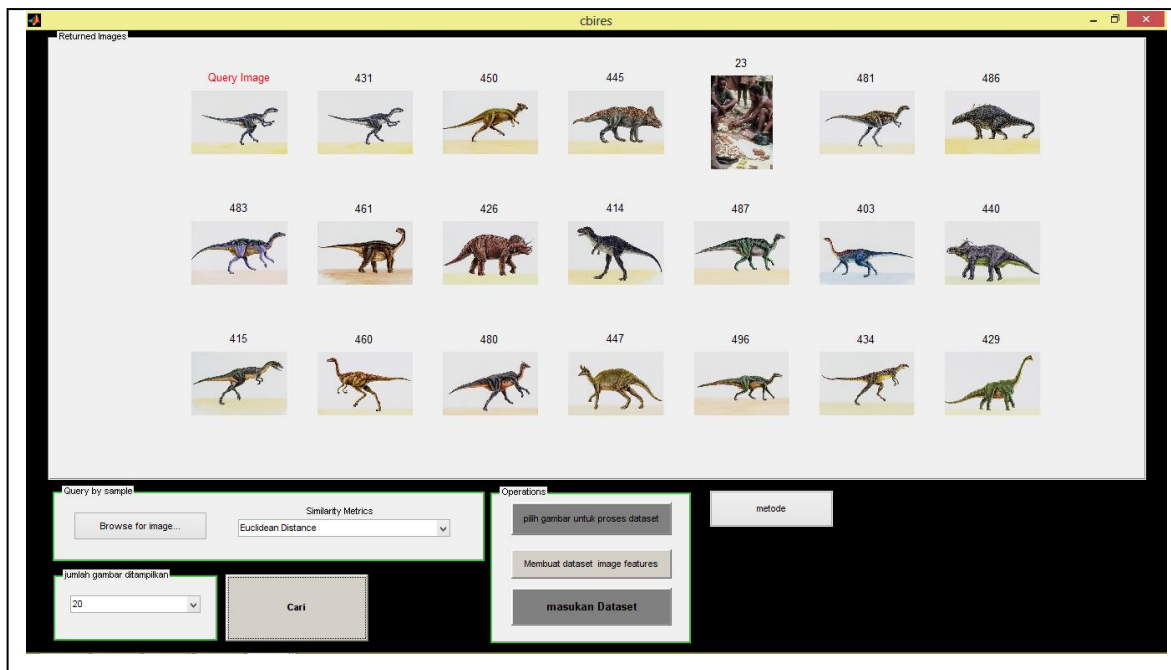 cbires
Returned Images
Query Image 431 450 445 23 481 486
483 461 426 414 487 403 440
415 460 480 447 496 434 429
Query by sample
Browse for image...
Similarity Metrics
Euclidean Distance
jumlah gambar ditampilkan
20
Cari
Operations
pilih gambar untuk proses dataset
Membuat dataset image features
masukan Dataset
metode